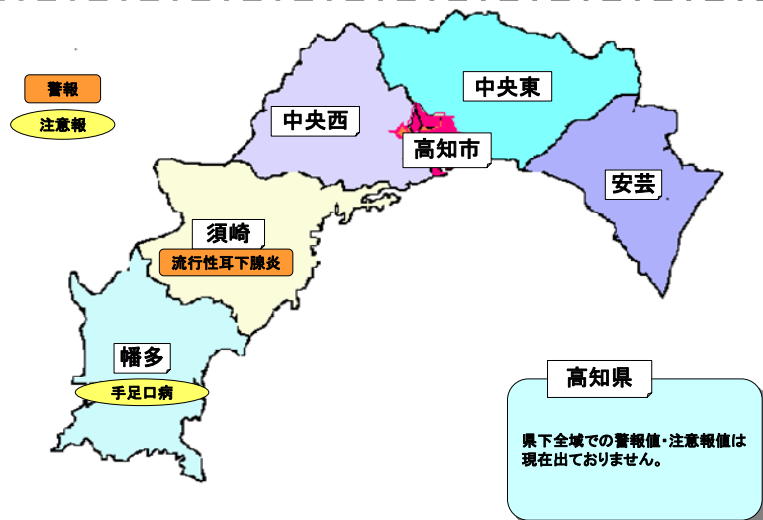 警報
注意報
中央東
中央西
高知市
安芸
須崎
流行性耳下腺炎
幡多
手足口病
高知県
県下全域での警報値・注意報値は
現在出ておりません。